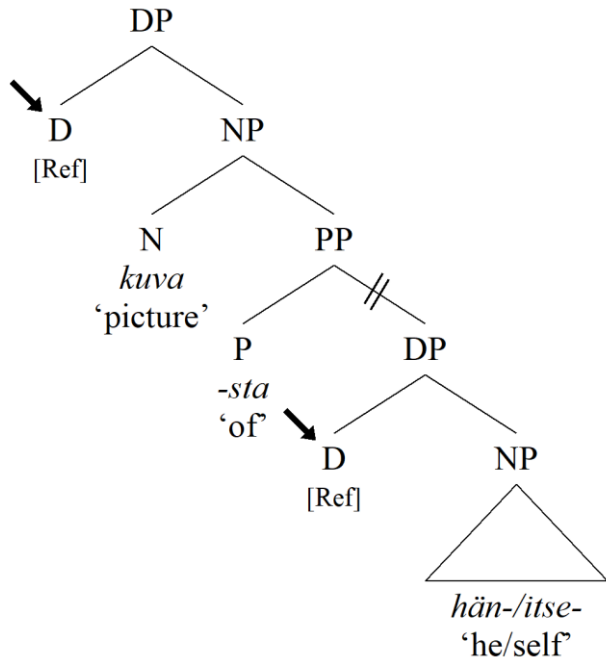 DP
D NP
[Ref]
N PP
kuva
‘picture’
P DP
-sta
‘of’
D NP
[Ref]
hän-/itse-
‘he/self’